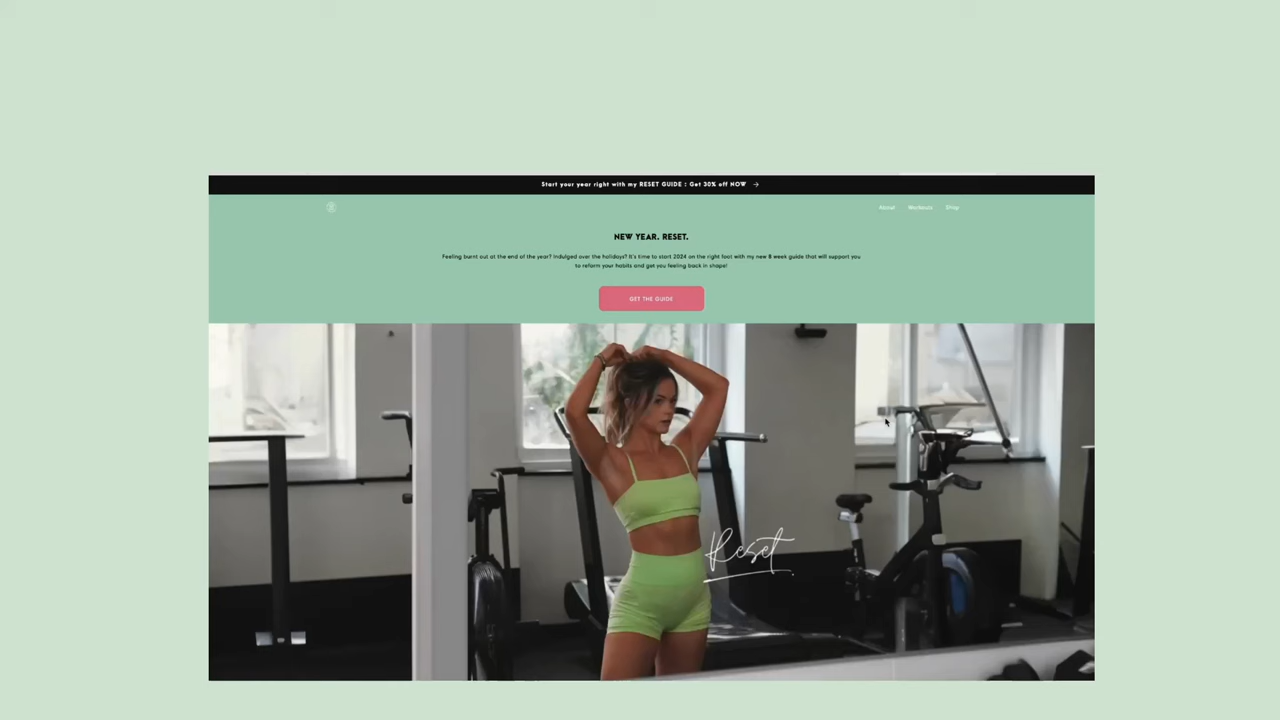 Start your year right with my RESET GUIDE : Get 30% off NOW →
About Workouts Shop
NEW YEAR. RESET.
Feeling burnt out at the end of the year? Indulged over the holidays? It's time to start 2024 on the right foot with my new 8 week guide that will support you
to reform your habits and get you feeling back in shape!
GET THE GUIDE
Reset